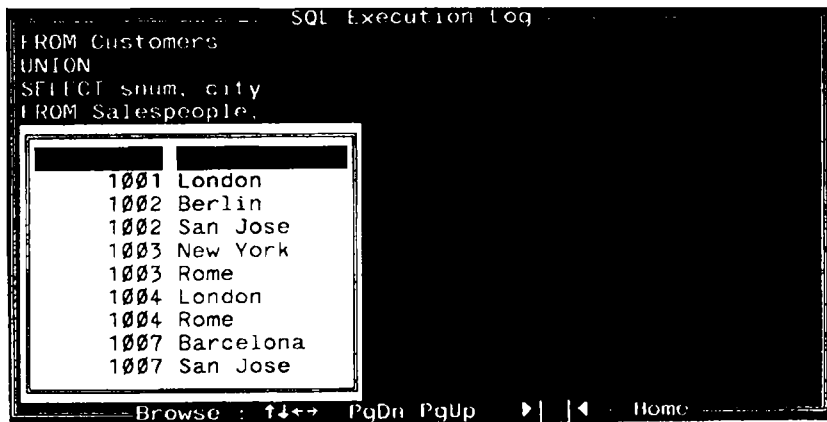 SQL Execution Log
FROM Customers
UNION
SELECT snum, city
FROM Salespeople;
1001 London
1002 Berlin
1002 San Jose
1003 New York
1003 Rome
1004 London
1004 Rome
1007 Barcelona
1007 San Jose
Browse : ↑↓←→ PgDn PgUp ▶| |◀ Home